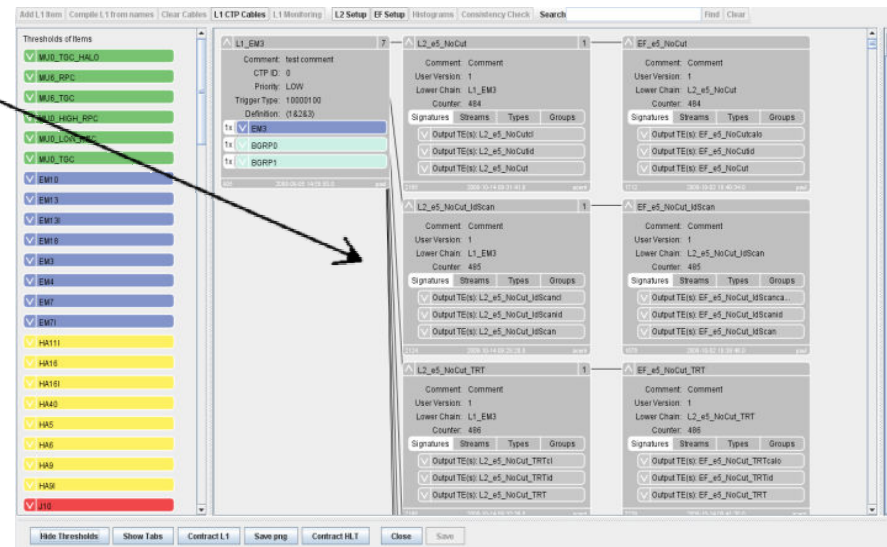 Add L1 Item Compile L1 from names Clear Cables L1 CTP Cables L1 Monitoring L2 Setup EF Setup Histograms Consistency Check Search Find Clear
Thresholds of Items
MU0_TGC_HALO
MU6_RPC
MU6_TGC
MU0_HIGH_RPC
MU0_LOW_RPC
MU0_TGC
EM10
EM13
EM13I
EM18
EM3
EM4
EM7
EM7I
HA11I
HA16
HA16I
HA40
HA5
HA6
HA9
HA9I
J10
L1_EM3 7
Comment: test comment
CTP ID: 0
Priority: LOW
Trigger Type: 10000100
Definition: (1&2&3)
1x EM3
1x BGRP0
1x BGRP1
L2_e5_NoCut 1
Comment: Comment
User Version: 1
Lower Chain: L1_EM3
Counter: 484
Signatures Streams Types Groups
Output TE(s): L2_e5_NoCutcl
Output TE(s): L2_e5_NoCutid
Output TE(s): L2_e5_NoCut
EF_e5_NoCut
Comment: Comment
User Version: 1
Lower Chain: L2_e5_NoCut
Counter: 484
Signatures Streams Types Groups
Output TE(s): EF_e5_NoCutcalo
Output TE(s): EF_e5_NoCutid
Output TE(s): EF_e5_NoCut
L2_e5_NoCut_IdScan 1
Comment: Comment
User Version: 1
Lower Chain: L1_EM3
Counter: 485
Signatures Streams Types Groups
Output TE(s): L2_e5_NoCut_IdScancl
Output TE(s): L2_e5_NoCut_IdScanid
Output TE(s): L2_e5_NoCut_IdScan
EF_e5_NoCut_IdScan
Comment: Comment
User Version: 1
Lower Chain: L2_e5_NoCut_IdScan
Counter: 485
Signatures Streams Types Groups
Output TE(s): EF_e5_NoCut_IdScanca...
Output TE(s): EF_e5_NoCut_IdScanid
Output TE(s): EF_e5_NoCut_IdScan
L2_e5_NoCut_TRT 1
Comment: Comment
User Version: 1
Lower Chain: L1_EM3
Counter: 486
Signatures Streams Types Groups
Output TE(s): L2_e5_NoCut_TRTcl
Output TE(s): L2_e5_NoCut_TRTid
Output TE(s): L2_e5_NoCut_TRT
EF_e5_NoCut_TRT
Comment: Comment
User Version: 1
Lower Chain: L2_e5_NoCut_TRT
Counter: 486
Signatures Streams Types Groups
Output TE(s): EF_e5_NoCut_TRTcalo
Output TE(s): EF_e5_NoCut_TRTid
Output TE(s): EF_e5_NoCut_TRT
Hide Thresholds Show Tabs Contract L1 Save png Contract HLT Close Save